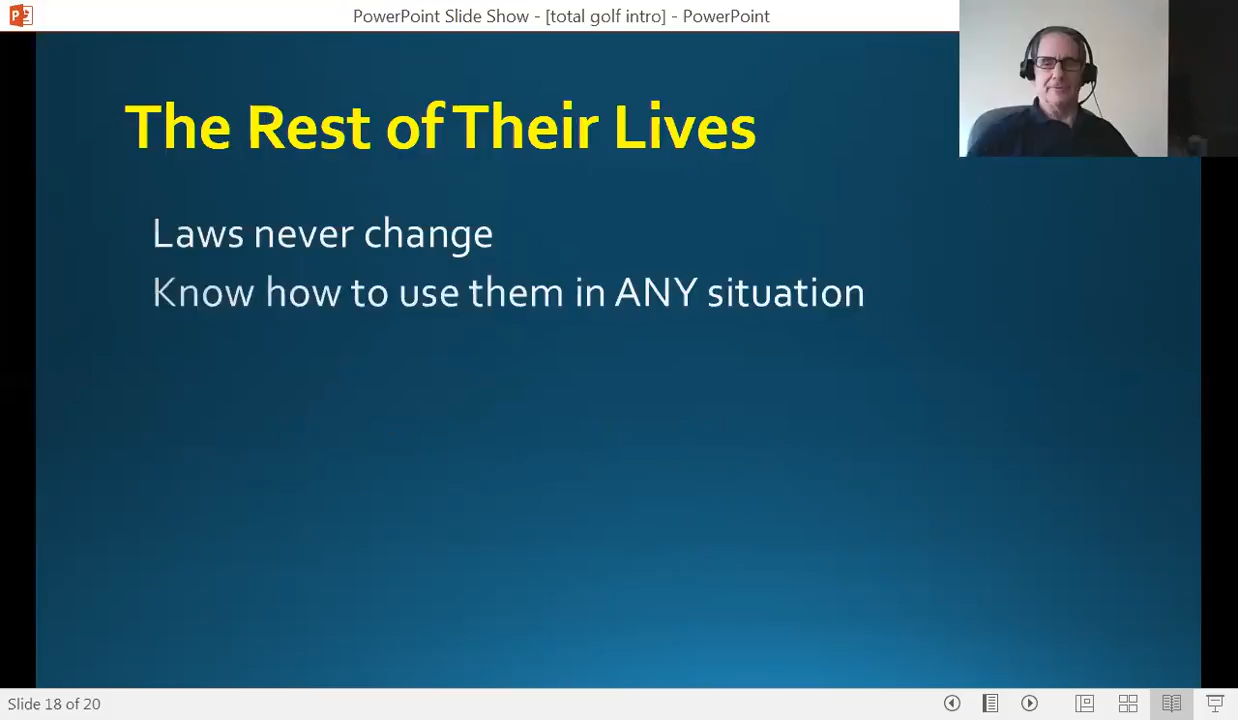 PowerPoint Slide Show - [total golf intro] - PowerPoint
The Rest of Their Lives
Laws never change
Know how to use them in ANY situation
Slide 18 of 20